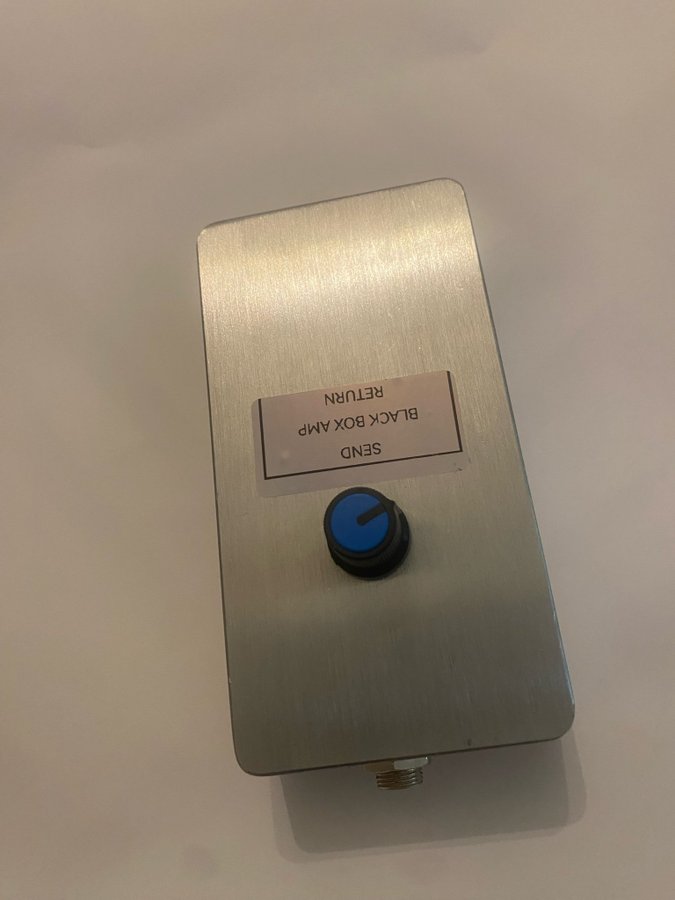 SEND
BLACK BOX AMP
RETURN